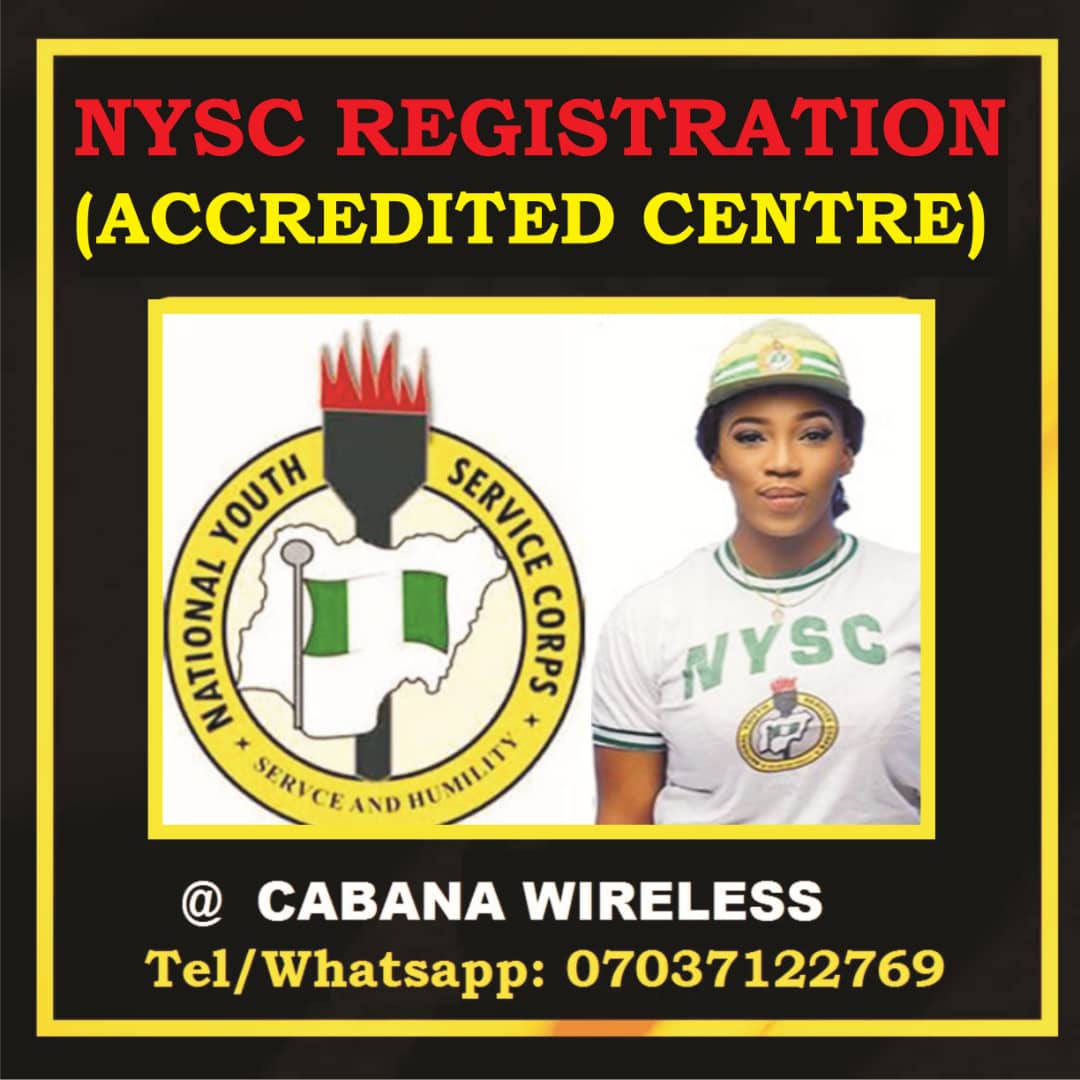 NYSC REGISTRATION
(ACCREDITED CENTRE)
NATIONAL YOUTH SERVICE CORPS
SERVCE AND HUMILITY
NYSC
@ CABANA WIRELESS
Tel/Whatsapp: 07037122769